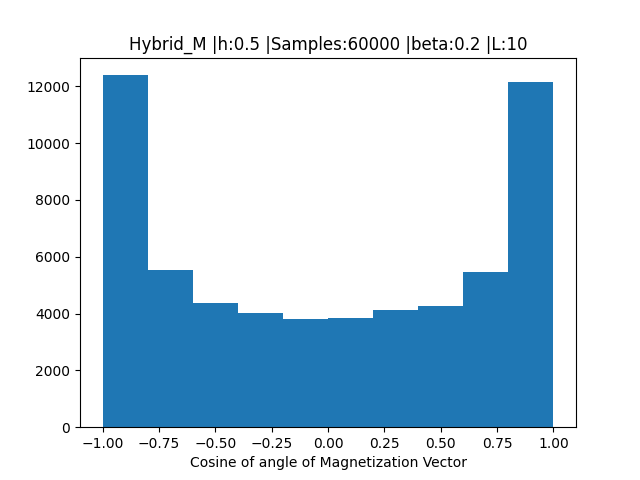 Hybrid_M |h:0.5 |Samples:60000 |beta:0.2 |L:10
12000
10000
8000
6000
4000
2000
0
−1.00 −0.75 −0.50 −0.25 0.00 0.25 0.50 0.75 1.00
Cosine of angle of Magnetization Vector